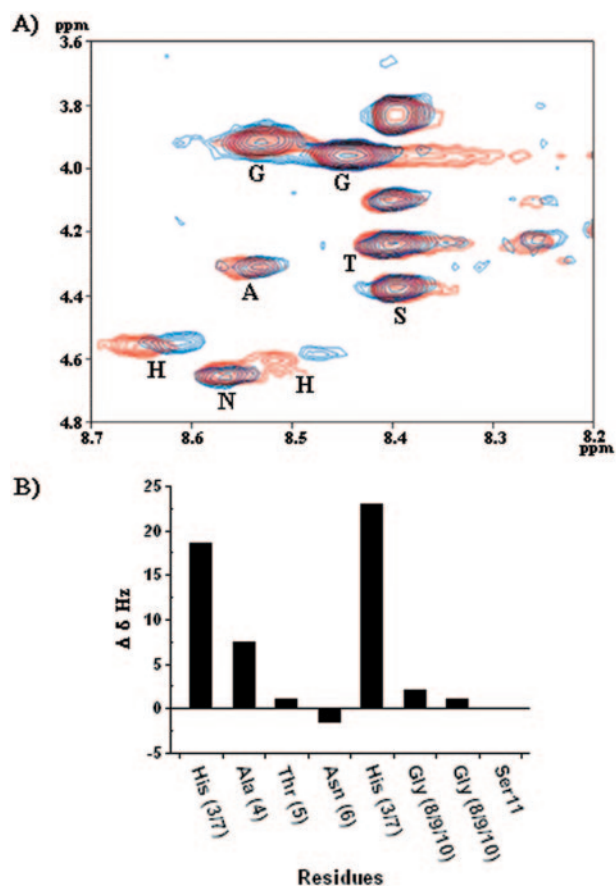 A)
ppm
3.6
3.8
4.0
4.2
4.4
4.6
4.8
G
G
T
A
S
H
N
H
8.7
8.6
8.5
8.4
8.3
8.2
ppm
B)
25
20
15
10
5
0
-5
Δ δ Hz
His (3/7)
Ala (4)
Thr (5)
Asn (6)
His (3/7)
Gly (8/9/10)
Gly (8/9/10)
Ser11
Residues